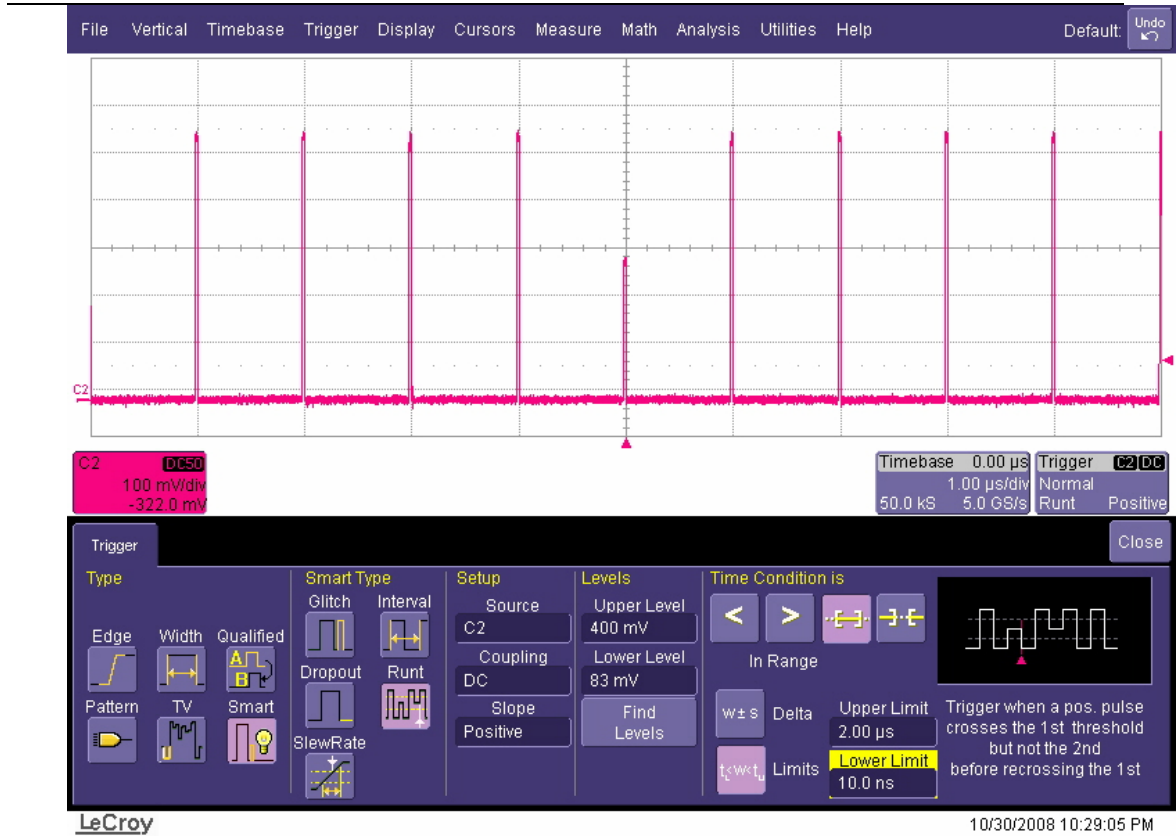 File Vertical Timebase Trigger Display Cursors Measure Math Analysis Utilities Help Default: Undo
C2
C2 DC50
100 mV/div
-322.0 mV
Timebase 0.00 µs
1.00 µs/div
50.0 kS 5.0 GS/s
Trigger C2 DC
Normal
Runt Positive
Trigger
Close
Type
Edge Width Qualified
A
B
Pattern TV Smart
Smart Type
Glitch Interval
Dropout Runt
SlewRate
Setup
Source
C2
Coupling
DC
Slope
Positive
Levels
Upper Level
400 mV
Lower Level
83 mV
Find
Levels
Time Condition is
< >
In Range
w±s Delta
tL<w<tu Limits
Upper Limit
2.00 µs
Lower Limit
10.0 ns
Trigger when a pos. pulse
crosses the 1st threshold
but not the 2nd
before recrossing the 1st
LeCroy
10/30/2008 10:29:05 PM